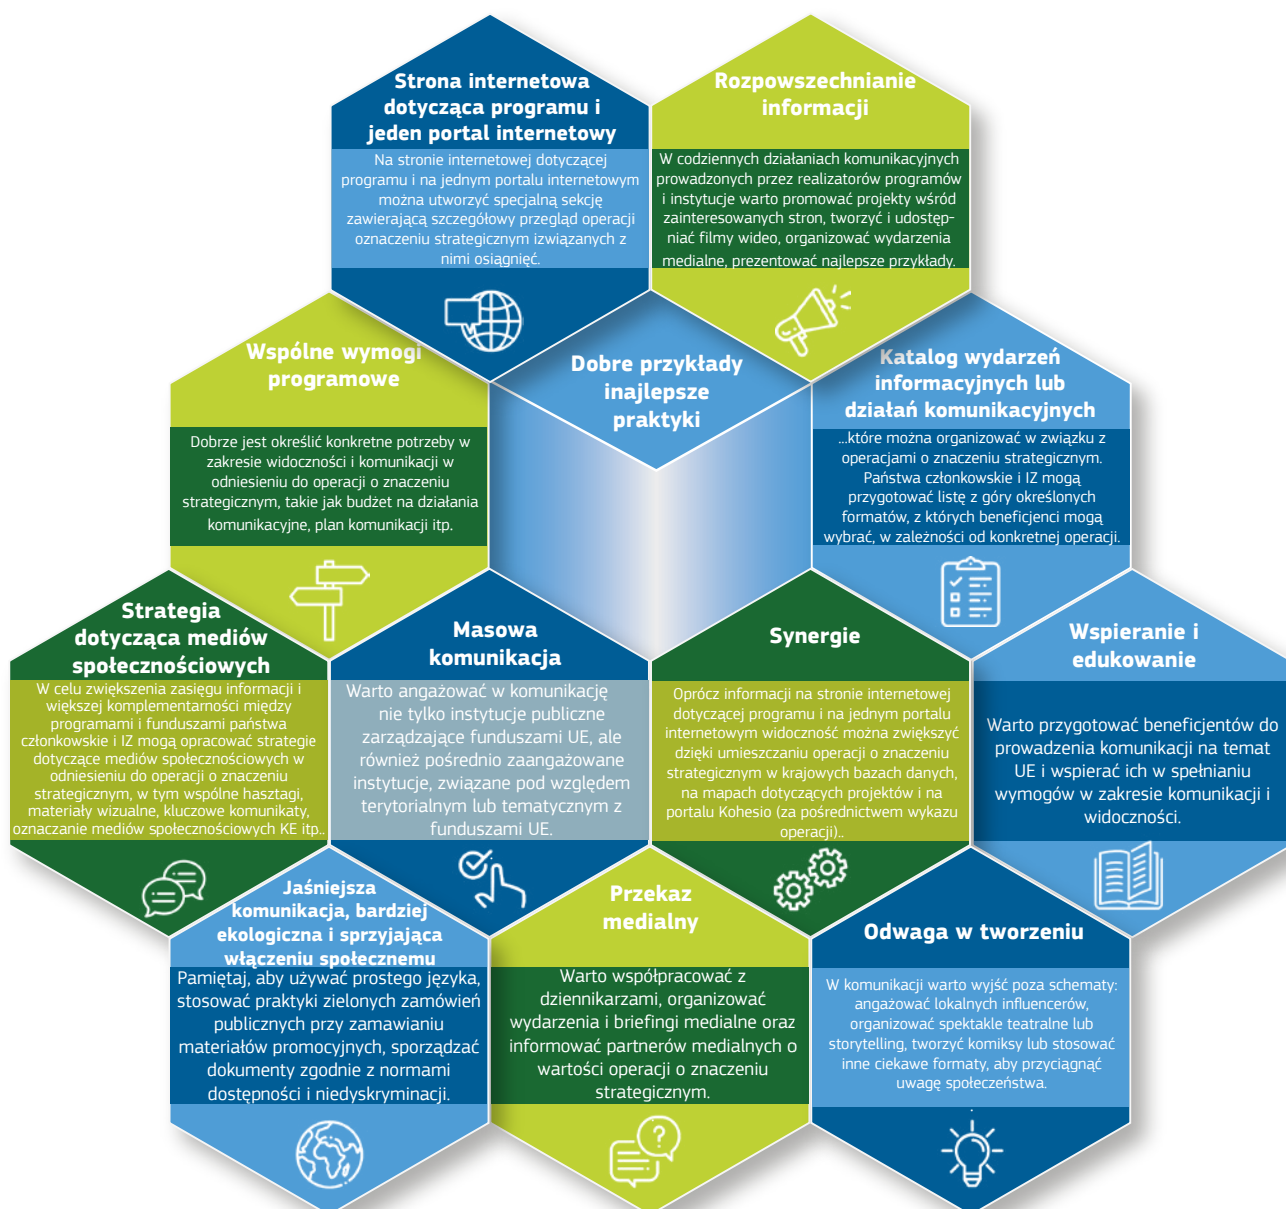 Strona internetowa
dotycząca programu i
jeden portal internetowy
Na stronie internetowej dotyczącej
programu i na jednym portalu internetowym
można utworzyć specjalną sekcję
zawierającą szczegółowy przegląd operacji
oznaczeniu strategicznym izwiązanych z
nimi osiągnięć.
Rozpowszechnianie
informacji
W codziennych działaniach komunikacyjnych
prowadzonych przez realizatorów programów
i instytucje warto promować projekty wśród
zainteresowanych stron, tworzyć i udostęp-
niać filmy wideo, organizować wydarzenia
medialne, prezentować najlepsze przykłady.
Wspólne wymogi
programowe
Dobrze jest określić konkretne potrzeby w
zakresie widoczności i komunikacji w
odniesieniu do operacji o znaczeniu
strategicznym, takie jak budżet na działania
komunikacyjne, plan komunikacji itp.
Dobre przykłady
inajlepsze
praktyki
Katalog wydarzeń
informacyjnych lub
działań komunikacyjnych
...które można organizować w związku z
operacjami o znaczeniu strategicznym.
Państwa członkowskie i IZ mogą
przygotować listę z góry określonych
formatów, z których beneficjenci mogą
wybrać, w zależności od konkretnej operacji.
Strategia
dotycząca mediów
społecznościowych
W celu zwiększenia zasięgu informacji i
większej komplementarności między
programami i funduszami państwa
członkowskie i IZ mogą opracować strategie
dotyczące mediów społecznościowych w
odniesieniu do operacji o znaczeniu
strategicznym, w tym wspólne hasztagi,
materiały wizualne, kluczowe komunikaty,
oznaczanie mediów społecznościowych KE itp..
Masowa
komunikacja
Warto angażować w komunikację
nie tylko instytucje publiczne
zarządzające funduszami UE, ale
również pośrednio zaangażowane
instytucje, związane pod względem
terytorialnym lub tematycznym z
funduszami UE.
Synergie
Oprócz informacji na stronie internetowej
dotyczącej programu i na jednym portalu
internetowym widoczność można zwiększyć
dzięki umieszczaniu operacji o znaczeniu
strategicznym w krajowych bazach danych,
na mapach dotyczących projektów i na
portalu Kohesio (za pośrednictwem wykazu
operacji)..
Wspieranie i
edukowanie
Warto przygotować beneficjentów do
prowadzenia komunikacji na temat
UE i wspierać ich w spełnianiu
wymogów w zakresie komunikacji i
widoczności.
Jaśniejsza
komunikacja, bardziej
ekologiczna i sprzyjająca
włączeniu społecznemu
Pamiętaj, aby używać prostego języka,
stosować praktyki zielonych zamówień
publicznych przy zamawianiu
materiałów promocyjnych, sporządzać
dokumenty zgodnie z normami
dostępności i niedyskryminacji.
Przekaz
medialny
Warto współpracować z
dziennikarzami, organizować
wydarzenia i briefingi medialne oraz
informować partnerów medialnych o
wartości operacji o znaczeniu
strategicznym.
Odwaga w tworzeniu
W komunikacji warto wyjść poza schematy:
angażować lokalnych influencerów,
organizować spektakle teatralne lub
storytelling, tworzyć komiksy lub stosować
inne ciekawe formaty, aby przyciągnąć
uwagę społeczeństwa.